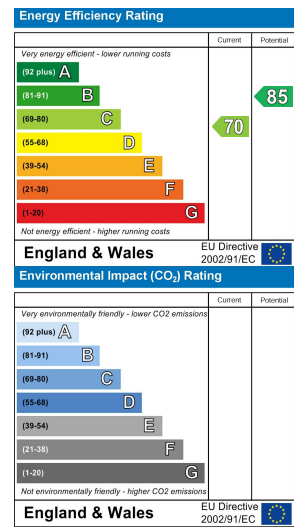 Energy Efficiency Rating
Current Potential
Very energy efficient - lower running costs
(92 plus) A
(81-91) B
85
(69-80) C
70
(55-68) D
(39-54) E
(21-38) F
(1-20) G
Not energy efficient - higher running costs
England & Wales
EU Directive
2002/91/EC
Environmental Impact (CO₂) Rating
Current Potential
Very environmentally friendly - lower CO2 emissions
(92 plus) A
(81-91) B
(69-80) C
(55-68) D
(39-54) E
(21-38) F
(1-20) G
Not environmentally friendly - higher CO2 emissions
England & Wales
EU Directive
2002/91/EC